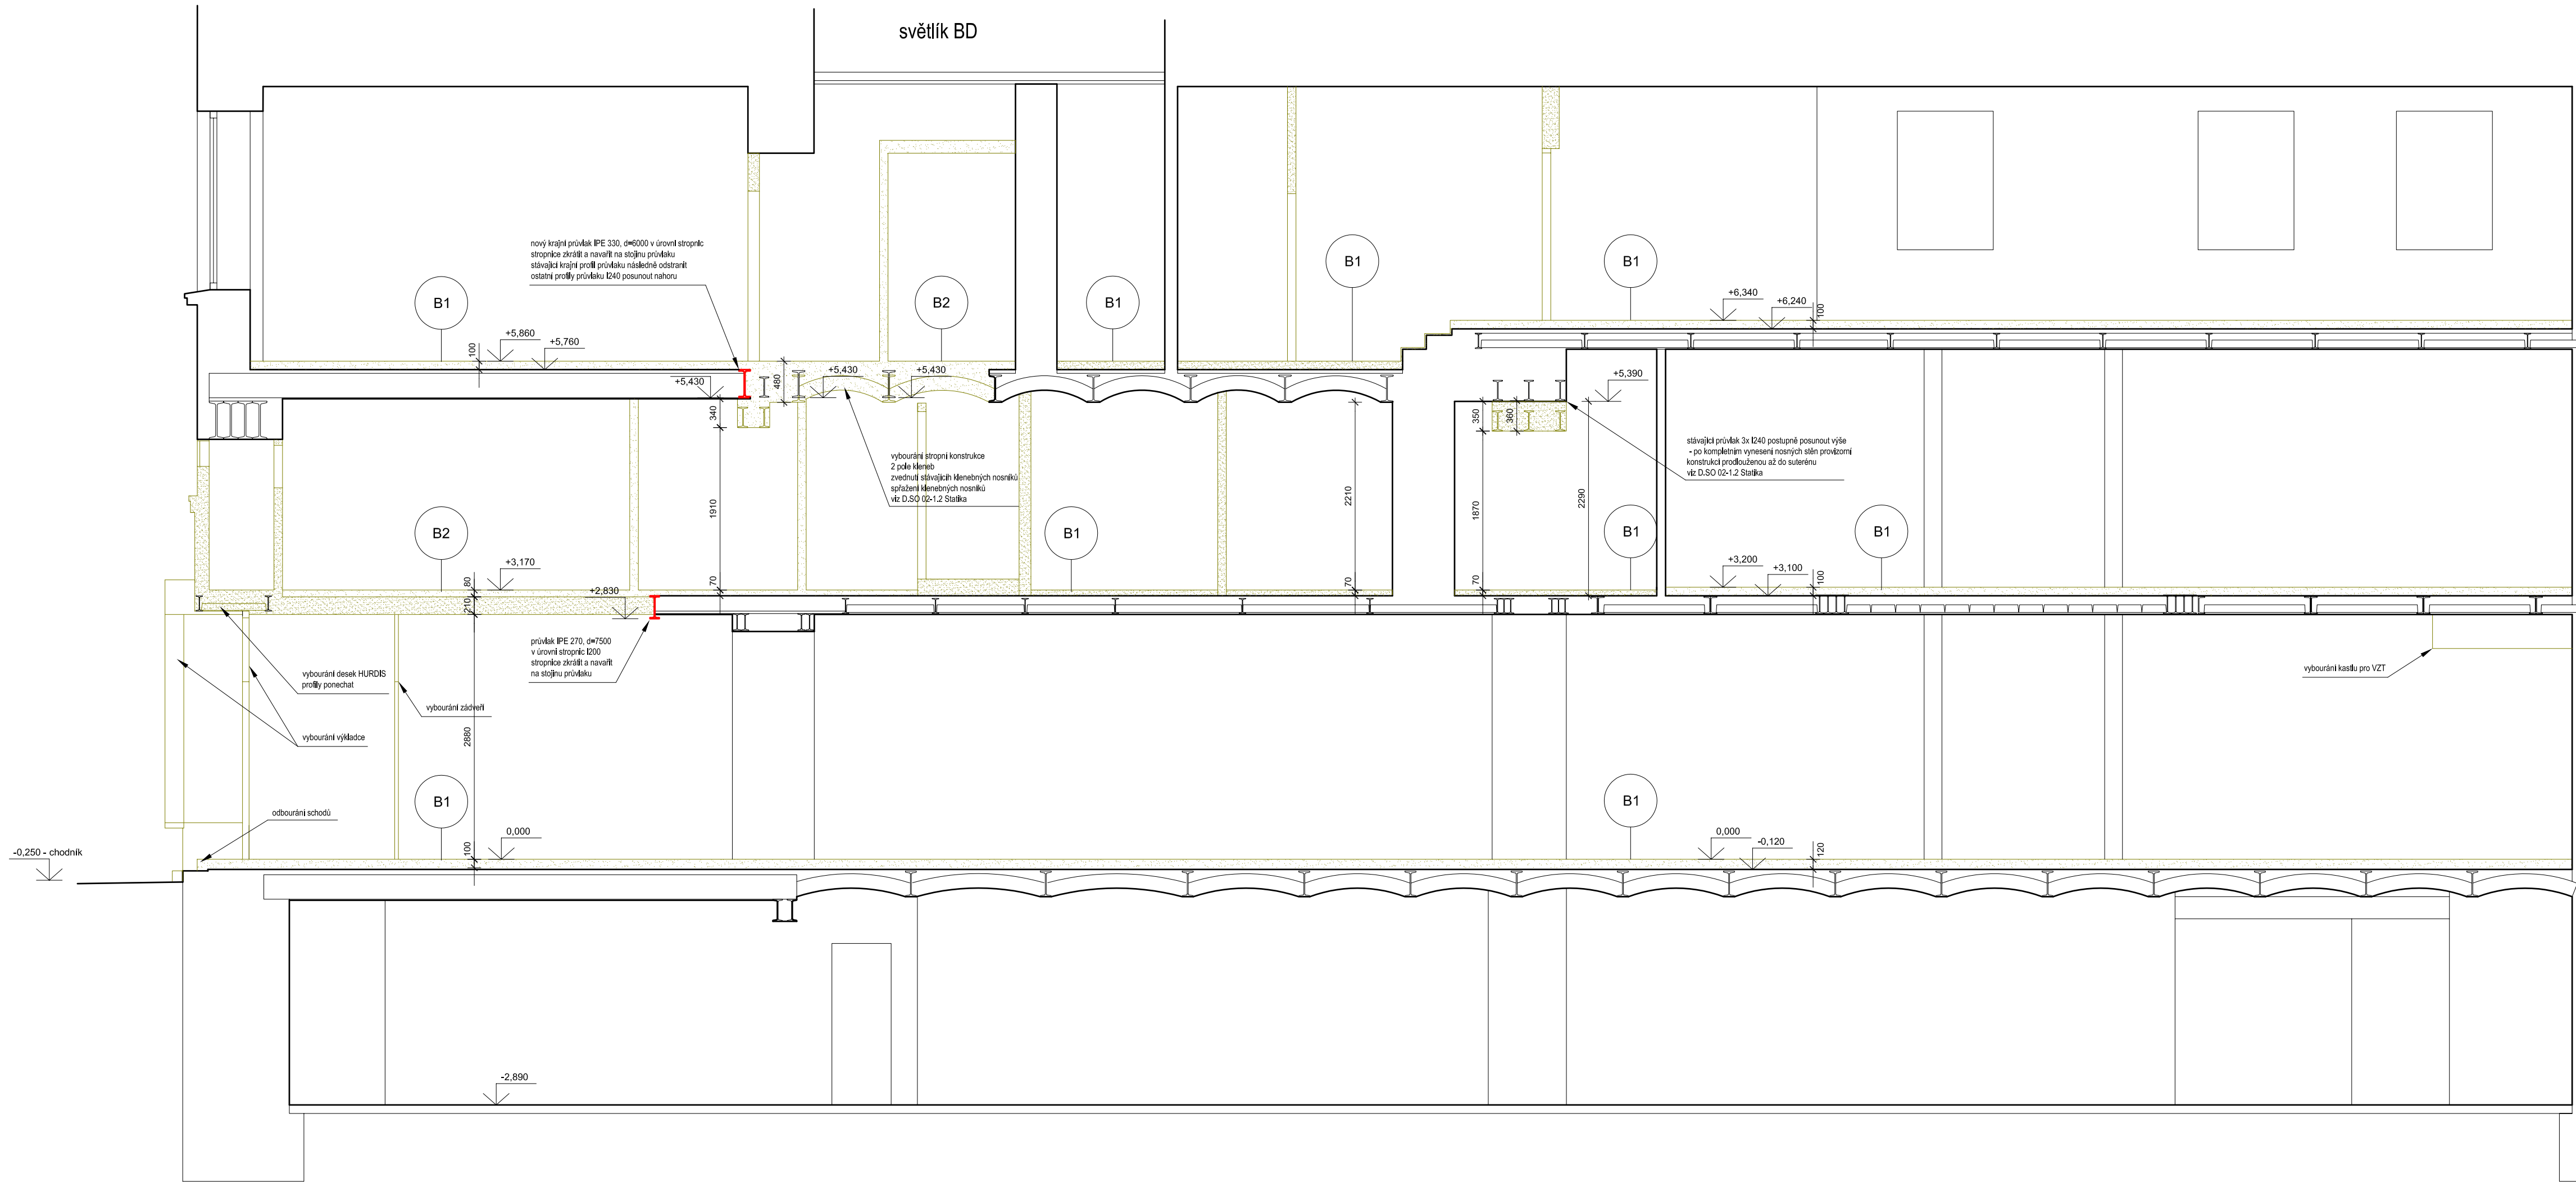 světlík BD
nový krajní průvlak IPE 330, d=6000 v úrovni stropnic
stropnice zkrátit a navařit na stojinu průvlaku
stávající krajní profil průvlaku následně odstranit
ostatní profily průvlaku I240 posunout nahoru
B1
B2
B1
B1
B1
+6,340
+6,240
100
+5,860
+5,760
100
+5,430
480
+5,430
+5,430
+5,390
340
350
360
stávající průvlak 3x I240 postupně posunout výše
- po kompletním vynesení nosných stěn provizorní
konstrukcí prodlouženou až do suterénu
viz D.SO 02-1.2 Statika
vybourání stropní konstrukce
2 pole kleneb
zvednutí stávajících klenebných nosníků
spřažení klenebných nosníků
viz D.SO 02-1.2 Statika
1910
2210
1870
2290
B2
B1
B1
B1
+3,170
80
70
70
70
+3,200
+3,100
100
+2,830
210
průvlak IPE 270, d=7500
v úrovni stropnic I200
stropnice zkrátit a navařit
na stojinu průvlaku
vybourání desek HURDIS
profily ponechat
vybourání kastlu pro VZT
vybourání zádveří
vybourání výkladce
2880
B1
B1
odbourání schodů
0,000
100
0,000
-0,120
120
-0,250 - chodník
-2,890